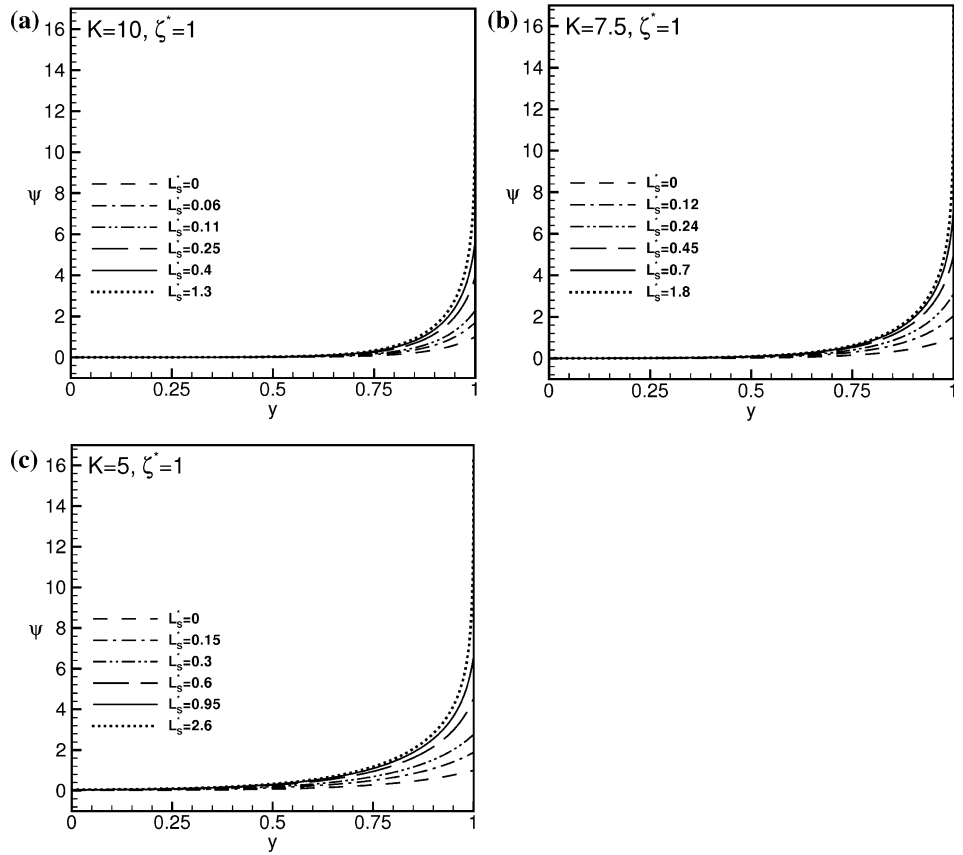 (a)
K=10, ζ*=1
16
14
12
10
8
6
4
2
0
ψ
L*s=0
L*s=0.06
L*s=0.11
L*s=0.25
L*s=0.4
L*s=1.3
0 0.25 0.5 0.75 1
y
(b)
K=7.5, ζ*=1
16
14
12
10
8
6
4
2
0
ψ
L*s=0
L*s=0.12
L*s=0.24
L*s=0.45
L*s=0.7
L*s=1.8
0 0.25 0.5 0.75 1
y
(c)
K=5, ζ*=1
16
14
12
10
8
6
4
2
0
ψ
L*s=0
L*s=0.15
L*s=0.3
L*s=0.6
L*s=0.95
L*s=2.6
0 0.25 0.5 0.75 1
y